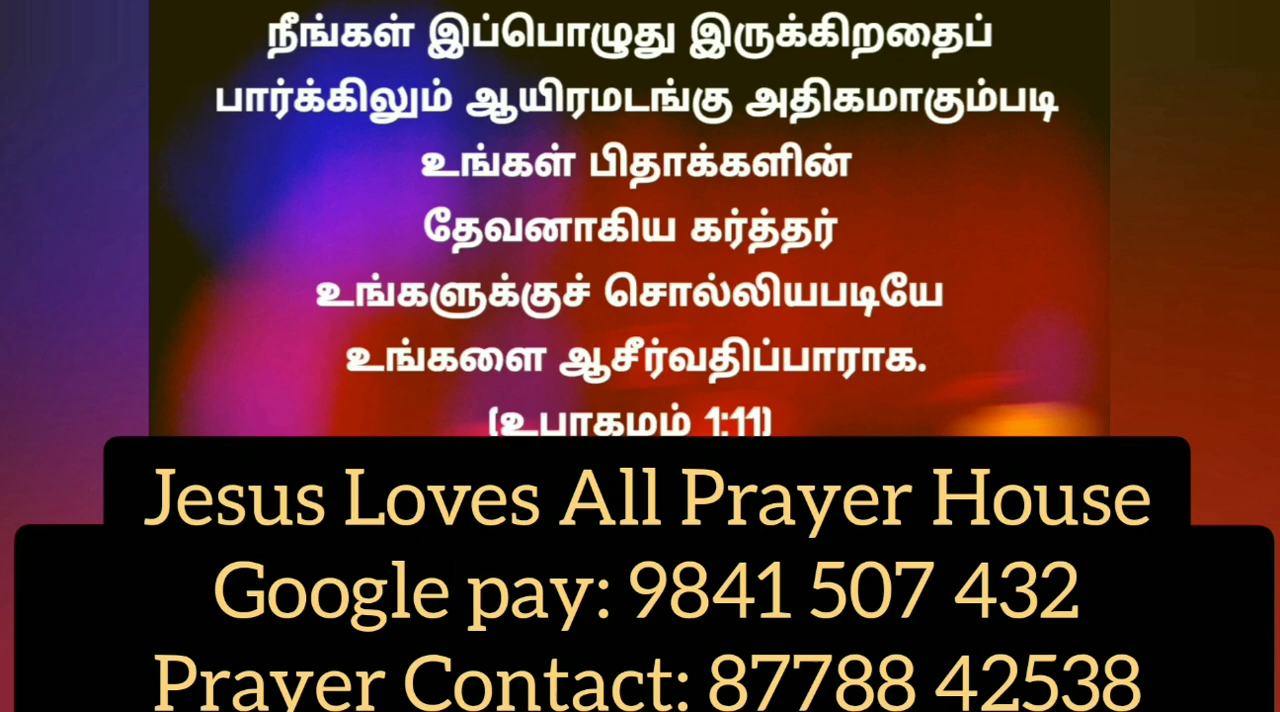 நீங்கள் இப்பொழுது இருக்கிறதைப்
பார்க்கிலும் ஆயிரமடங்கு அதிகமாகும்படி
உங்கள் பிதாக்களின்
தேவனாகிய கர்த்தர்
உங்களுக்குச் சொல்லியபடியே
உங்களை ஆசீர்வதிப்பாராக.
(உபாகமம் 1:11)
Jesus Loves All Prayer House
Google pay: 9841 507 432
Prayer Contact: 87788 42538